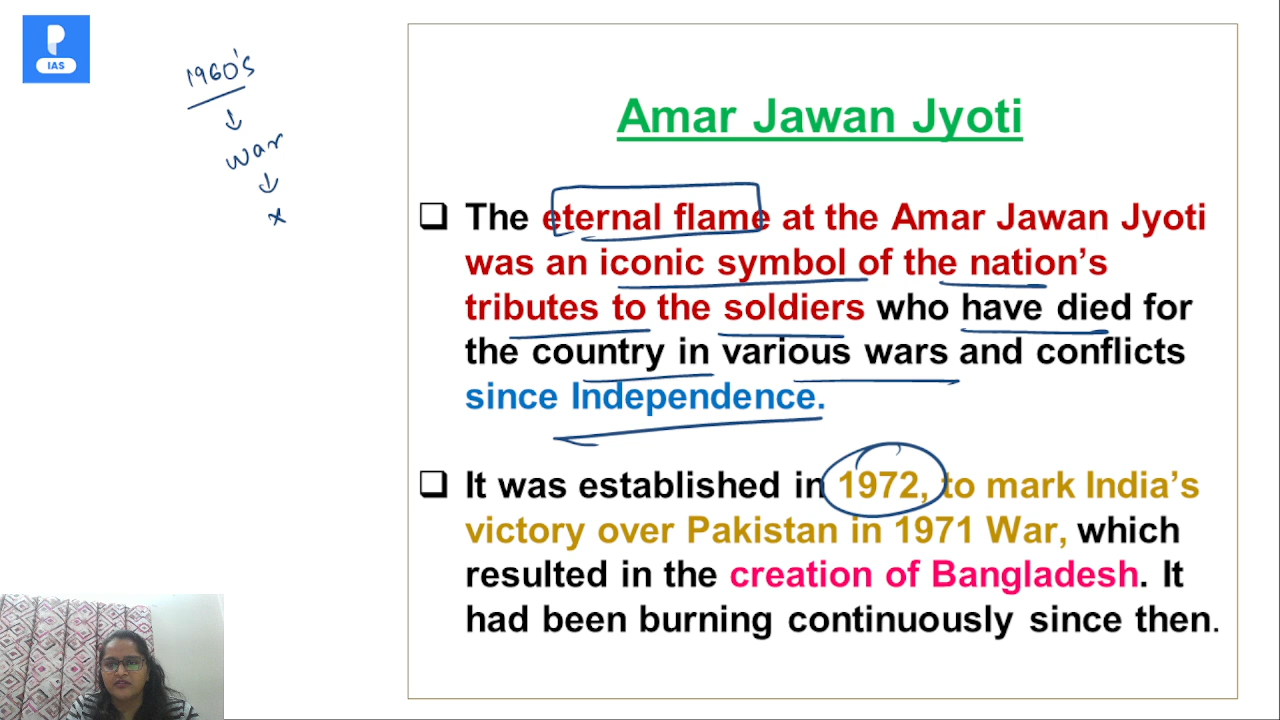 P
IAS
1960's
↓
war
↓
x
Amar Jawan Jyoti
❑ The eternal flame at the Amar Jawan Jyoti
was an iconic symbol of the nation’s
tributes to the soldiers who have died for
the country in various wars and conflicts
since Independence.
❑ It was established in 1972, to mark India’s
victory over Pakistan in 1971 War, which
resulted in the creation of Bangladesh. It
had been burning continuously since then.